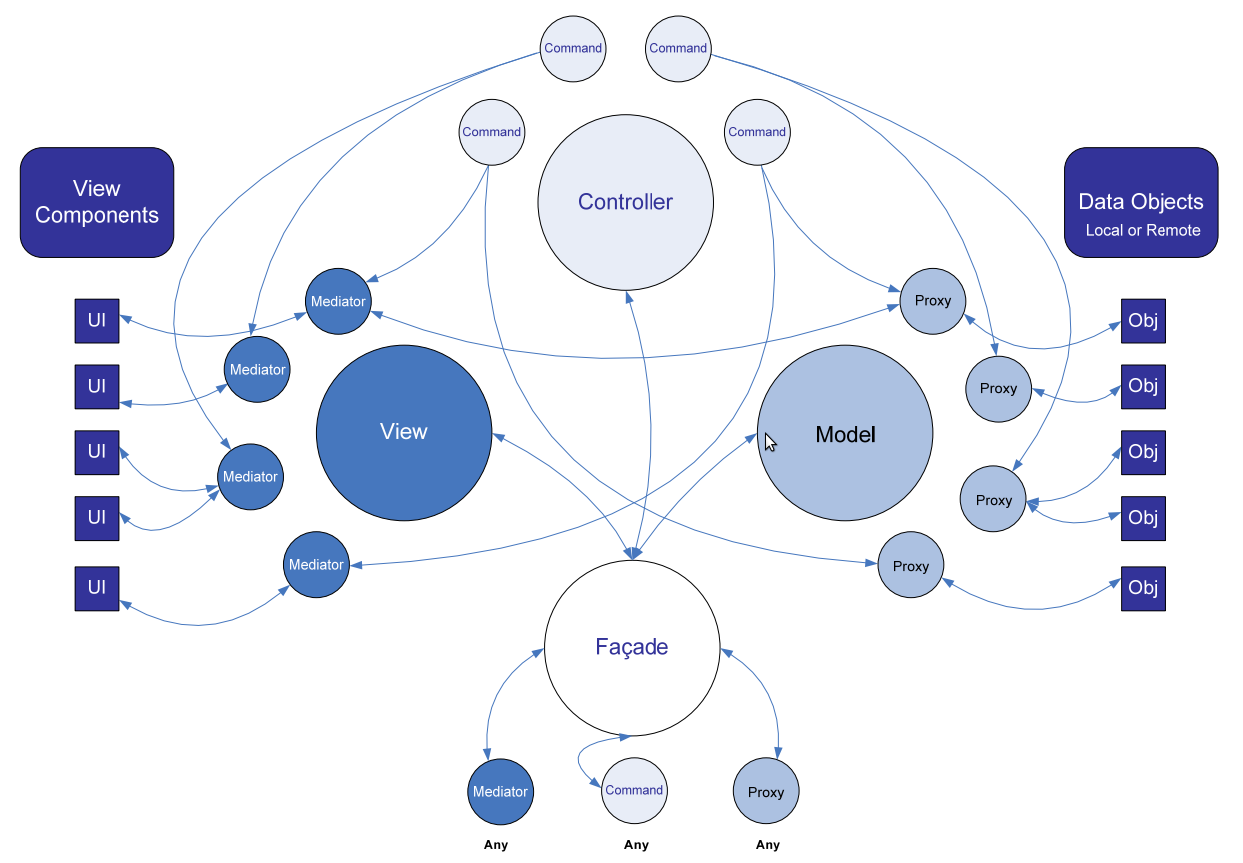 Command
Command
Command
Command
Controller
View
Components
Data Objects
Local or Remote
Mediator
Proxy
UI
Obj
Mediator
UI
Proxy
Obj
View
Model
UI
Mediator
Proxy
Obj
UI
Obj
Mediator
Proxy
UI
Obj
Façade
Mediator
Command
Proxy
Any
Any
Any